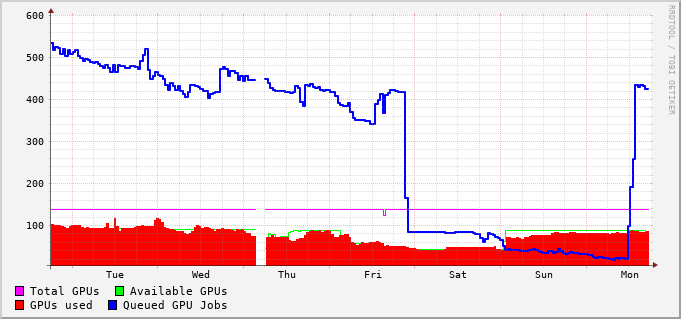 600
500
400
300
200
100
Tue Wed Thu Fri Sat Sun Mon
Total GPUs Available GPUs
GPUs used Queued GPU Jobs
RRDTOOL / TOBI OETIKER